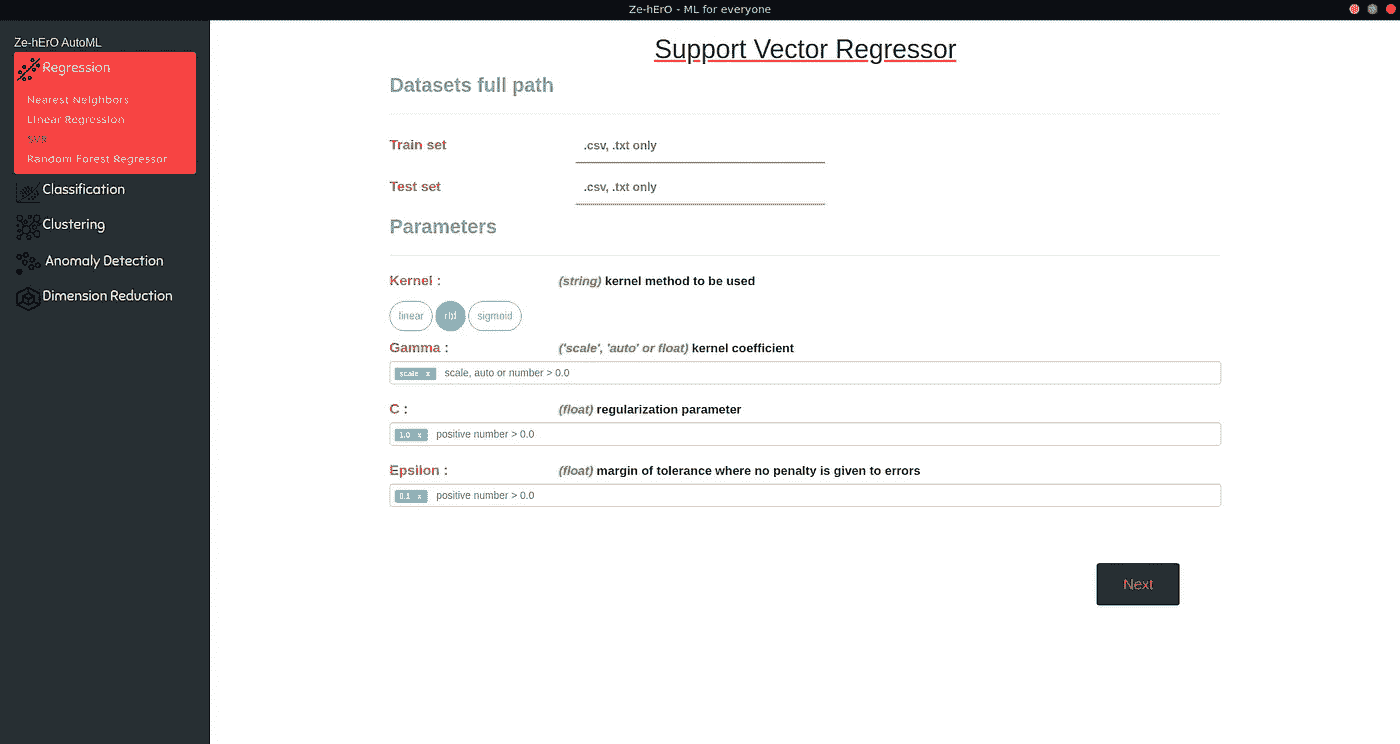 Ze-hErO - ML for everyone
Ze-hErO AutoML
Regression
Nearest Neighbors
Linear Regression
SVR
Random Forest Regressor
Classification
Clustering
Anomaly Detection
Dimension Reduction
Support Vector Regressor
Datasets full path
Train set .csv, .txt only
Test set .csv, .txt only
Parameters
Kernel : (string) kernel method to be used
linear rbf sigmoid
Gamma : ('scale', 'auto' or float) kernel coefficient
scale x scale, auto or number > 0.0
C : (float) regularization parameter
1.0 x positive number > 0.0
Epsilon : (float) margin of tolerance where no penalty is given to errors
0.1 x positive number > 0.0
Next